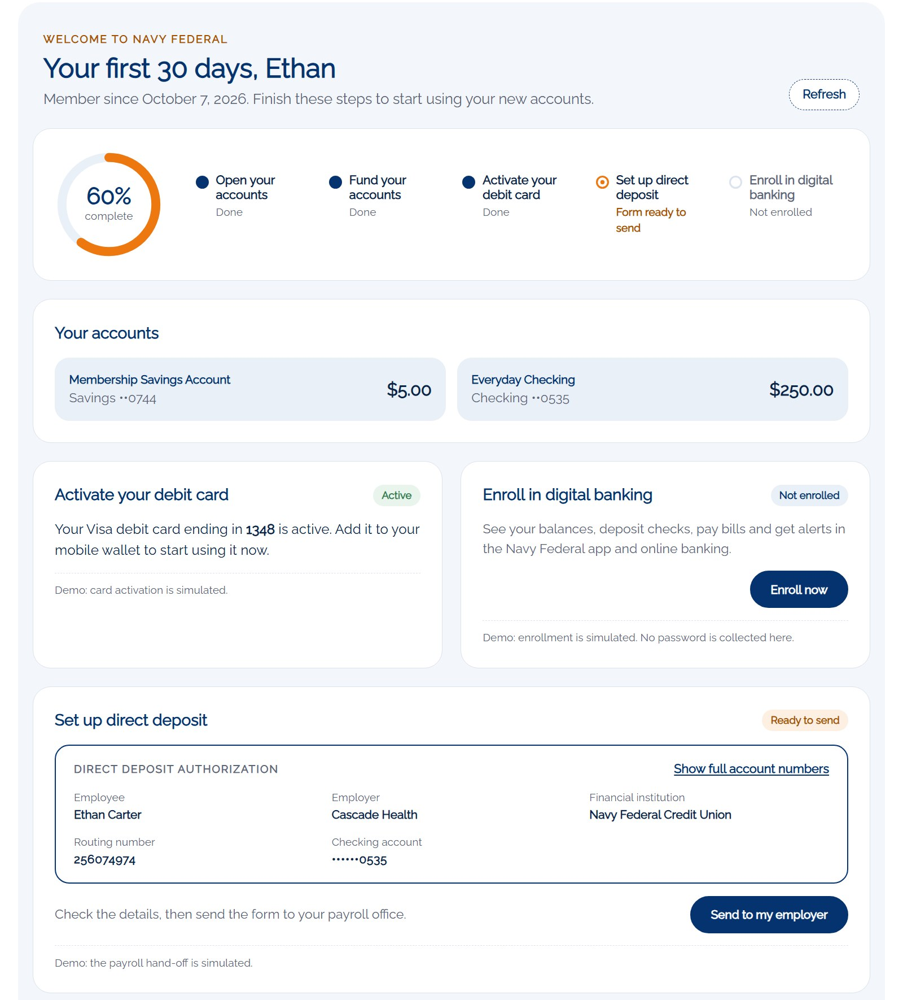 WELCOME TO NAVY FEDERAL
Your first 30 days, Ethan
Member since October 7, 2026. Finish these steps to start using your new accounts.
Refresh
60%
complete
Open your
accounts
Done
Fund your
accounts
Done
Activate your
debit card
Done
Set up direct
deposit
Form ready to
send
Enroll in digital
banking
Not enrolled
Your accounts
Membership Savings Account
Savings ••0744
$5.00
Everyday Checking
Checking ••0535
$250.00
Activate your debit card
Active
Your Visa debit card ending in 1348 is active. Add it to your
mobile wallet to start using it now.
Demo: card activation is simulated.
Enroll in digital banking
Not enrolled
See your balances, deposit checks, pay bills and get alerts in
the Navy Federal app and online banking.
Enroll now
Demo: enrollment is simulated. No password is collected here.
Set up direct deposit
Ready to send
DIRECT DEPOSIT AUTHORIZATION
Show full account numbers
Employee
Ethan Carter
Employer
Cascade Health
Financial institution
Navy Federal Credit Union
Routing number
256074974
Checking account
••••••0535
Check the details, then send the form to your payroll office.
Send to my employer
Demo: the payroll hand-off is simulated.